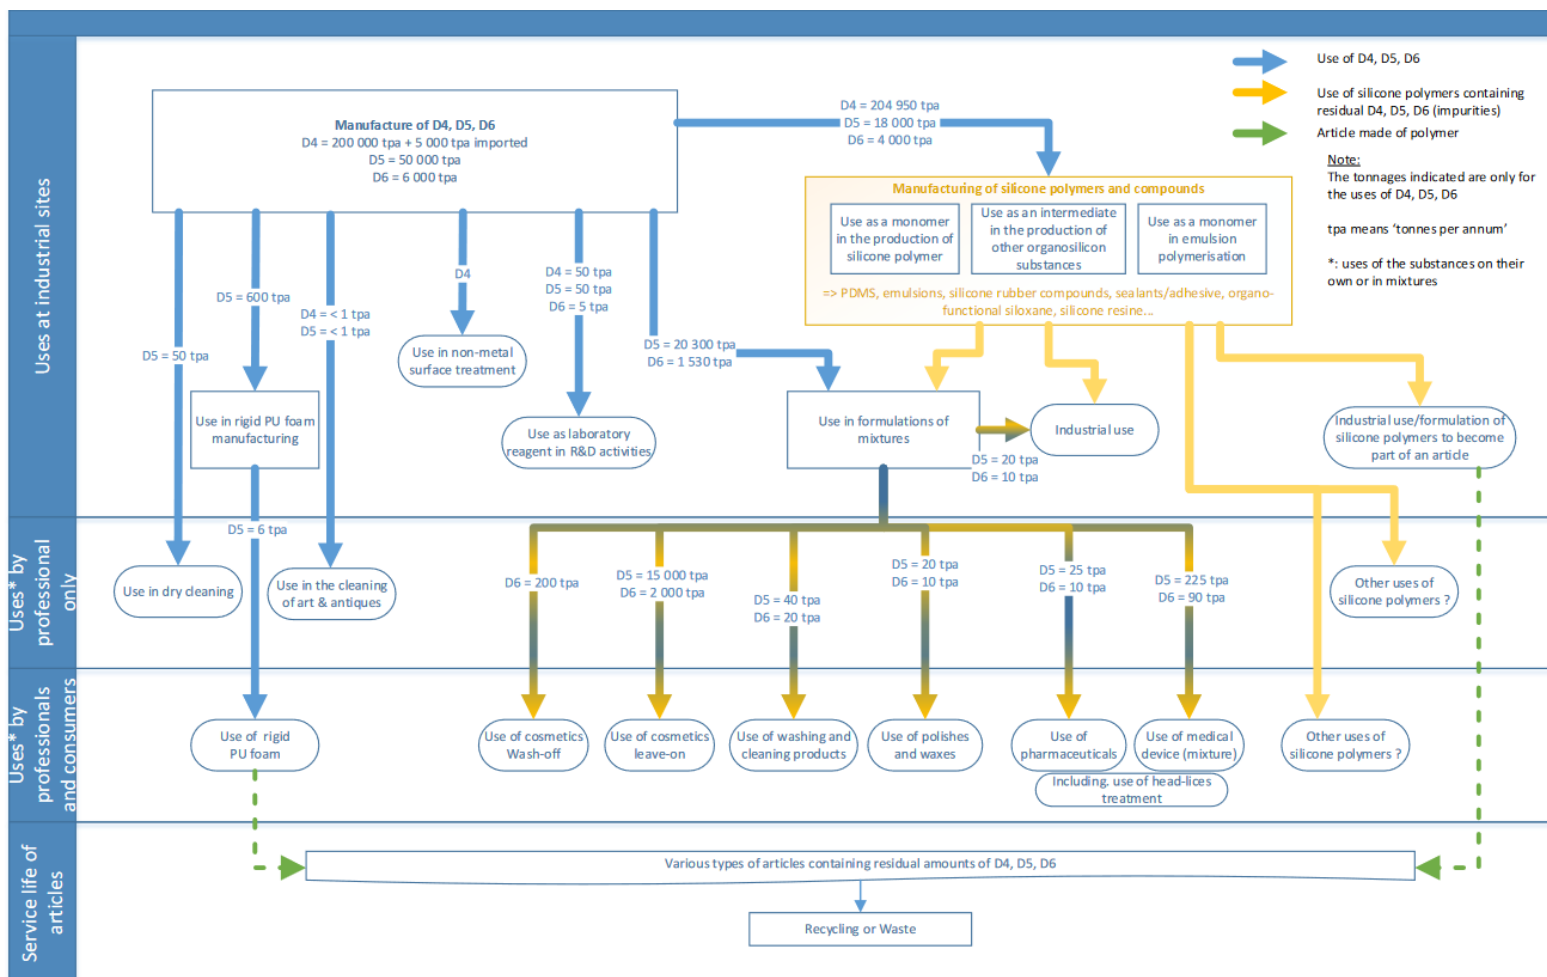 Use of D4, D5, D6
Use of silicone polymers containing
residual D4, D5, D6 (impurities)
Article made of polymer
Note:
The tonnages indicated are only for
the uses of D4, D5, D6
tpa means ‘tonnes per annum’
*: uses of the substances on their
own or in mixtures
Uses at industrial sites
Manufacture of D4, D5, D6
D4 = 200 000 tpa + 5 000 tpa imported
D5 = 50 000 tpa
D6 = 6 000 tpa
D4 = 204 950 tpa
D5 = 18 000 tpa
D6 = 4 000 tpa
Manufacturing of silicone polymers and compounds
Use as a monomer
in the production of
silicone polymer
Use as an intermediate
in the production of
other organosilicon
substances
Use as a monomer
in emulsion
polymerisation
=> PDMS, emulsions, silicone rubber compounds, sealants/adhesive, organo-
functional siloxane, silicone resine...
D5 = 50 tpa
D5 = 600 tpa
D4 = < 1 tpa
D5 = < 1 tpa
D4
D4 = 50 tpa
D5 = 50 tpa
D6 = 5 tpa
D5 = 20 300 tpa
D6 = 1 530 tpa
Use in non-metal
surface treatment
Use in rigid PU foam
manufacturing
Use as laboratory
reagent in R&D activities
Use in formulations of
mixtures
D5 = 20 tpa
D6 = 10 tpa
Industrial use
Industrial use/formulation of
silicone polymers to become
part of an article
Uses* by
professional
only
D5 = 6 tpa
Use in dry cleaning
Use in the cleaning
of art & antiques
D6 = 200 tpa
D5 = 15 000 tpa
D6 = 2 000 tpa
D5 = 40 tpa
D6 = 20 tpa
D5 = 20 tpa
D6 = 10 tpa
D5 = 25 tpa
D6 = 10 tpa
D5 = 225 tpa
D6 = 90 tpa
Other uses of
silicone polymers ?
Uses* by
professionals
and consumers
Use of rigid
PU foam
Use of cosmetics
Wash-off
Use of cosmetics
leave-on
Use of washing and
cleaning products
Use of polishes
and waxes
Use of
pharmaceuticals
Use of medical
device (mixture)
Including. use of head-lices
treatment
Other uses of
silicone polymers ?
Service life of
articles
Various types of articles containing residual amounts of D4, D5, D6
Recycling or Waste